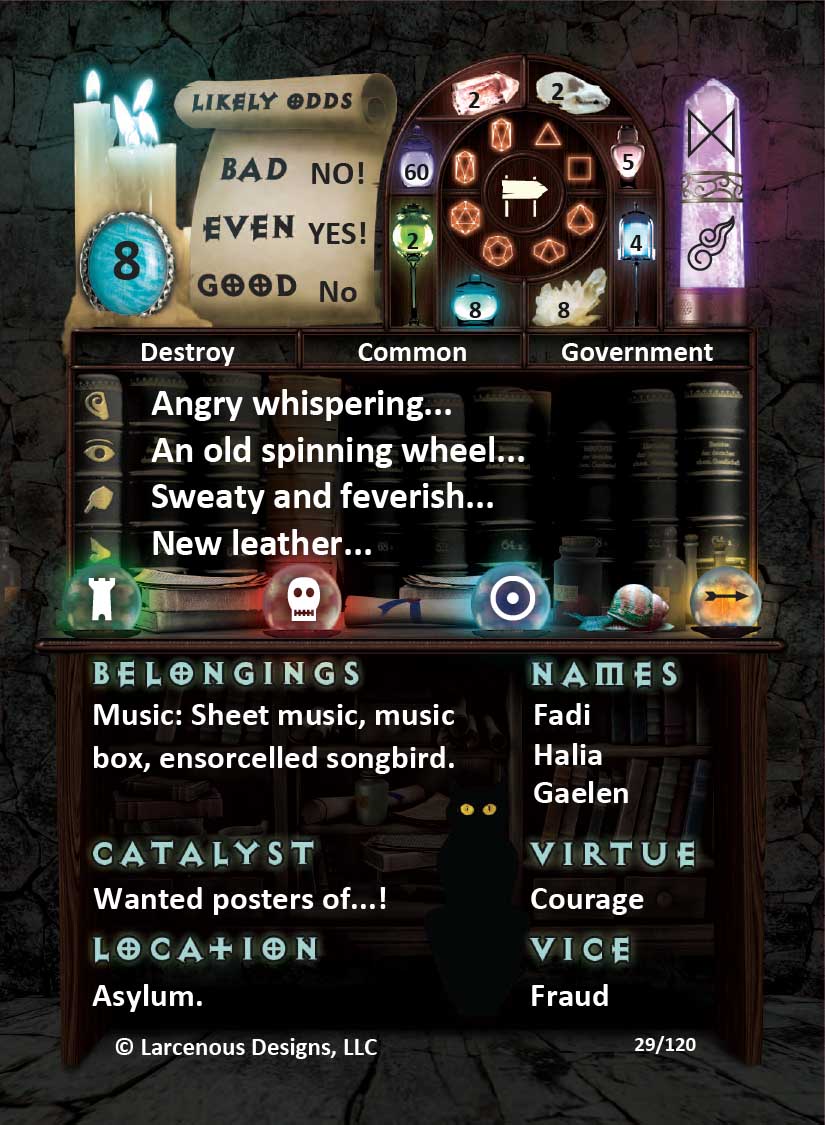 LIKELY ODDS
BAD NO!
EVEN YES!
GOOD No
8
2
2
60
5
2
4
8
8
Destroy Common Government
Angry whispering...
An old spinning wheel...
Sweaty and feverish...
New leather...
BELONGINGS
Music: Sheet music, music
box, ensorcelled songbird.
NAMES
Fadi
Halia
Gaelen
CATALYST
Wanted posters of...!
VIRTUE
Courage
LOCATION
Asylum.
VICE
Fraud
© Larcenous Designs, LLC
29/120